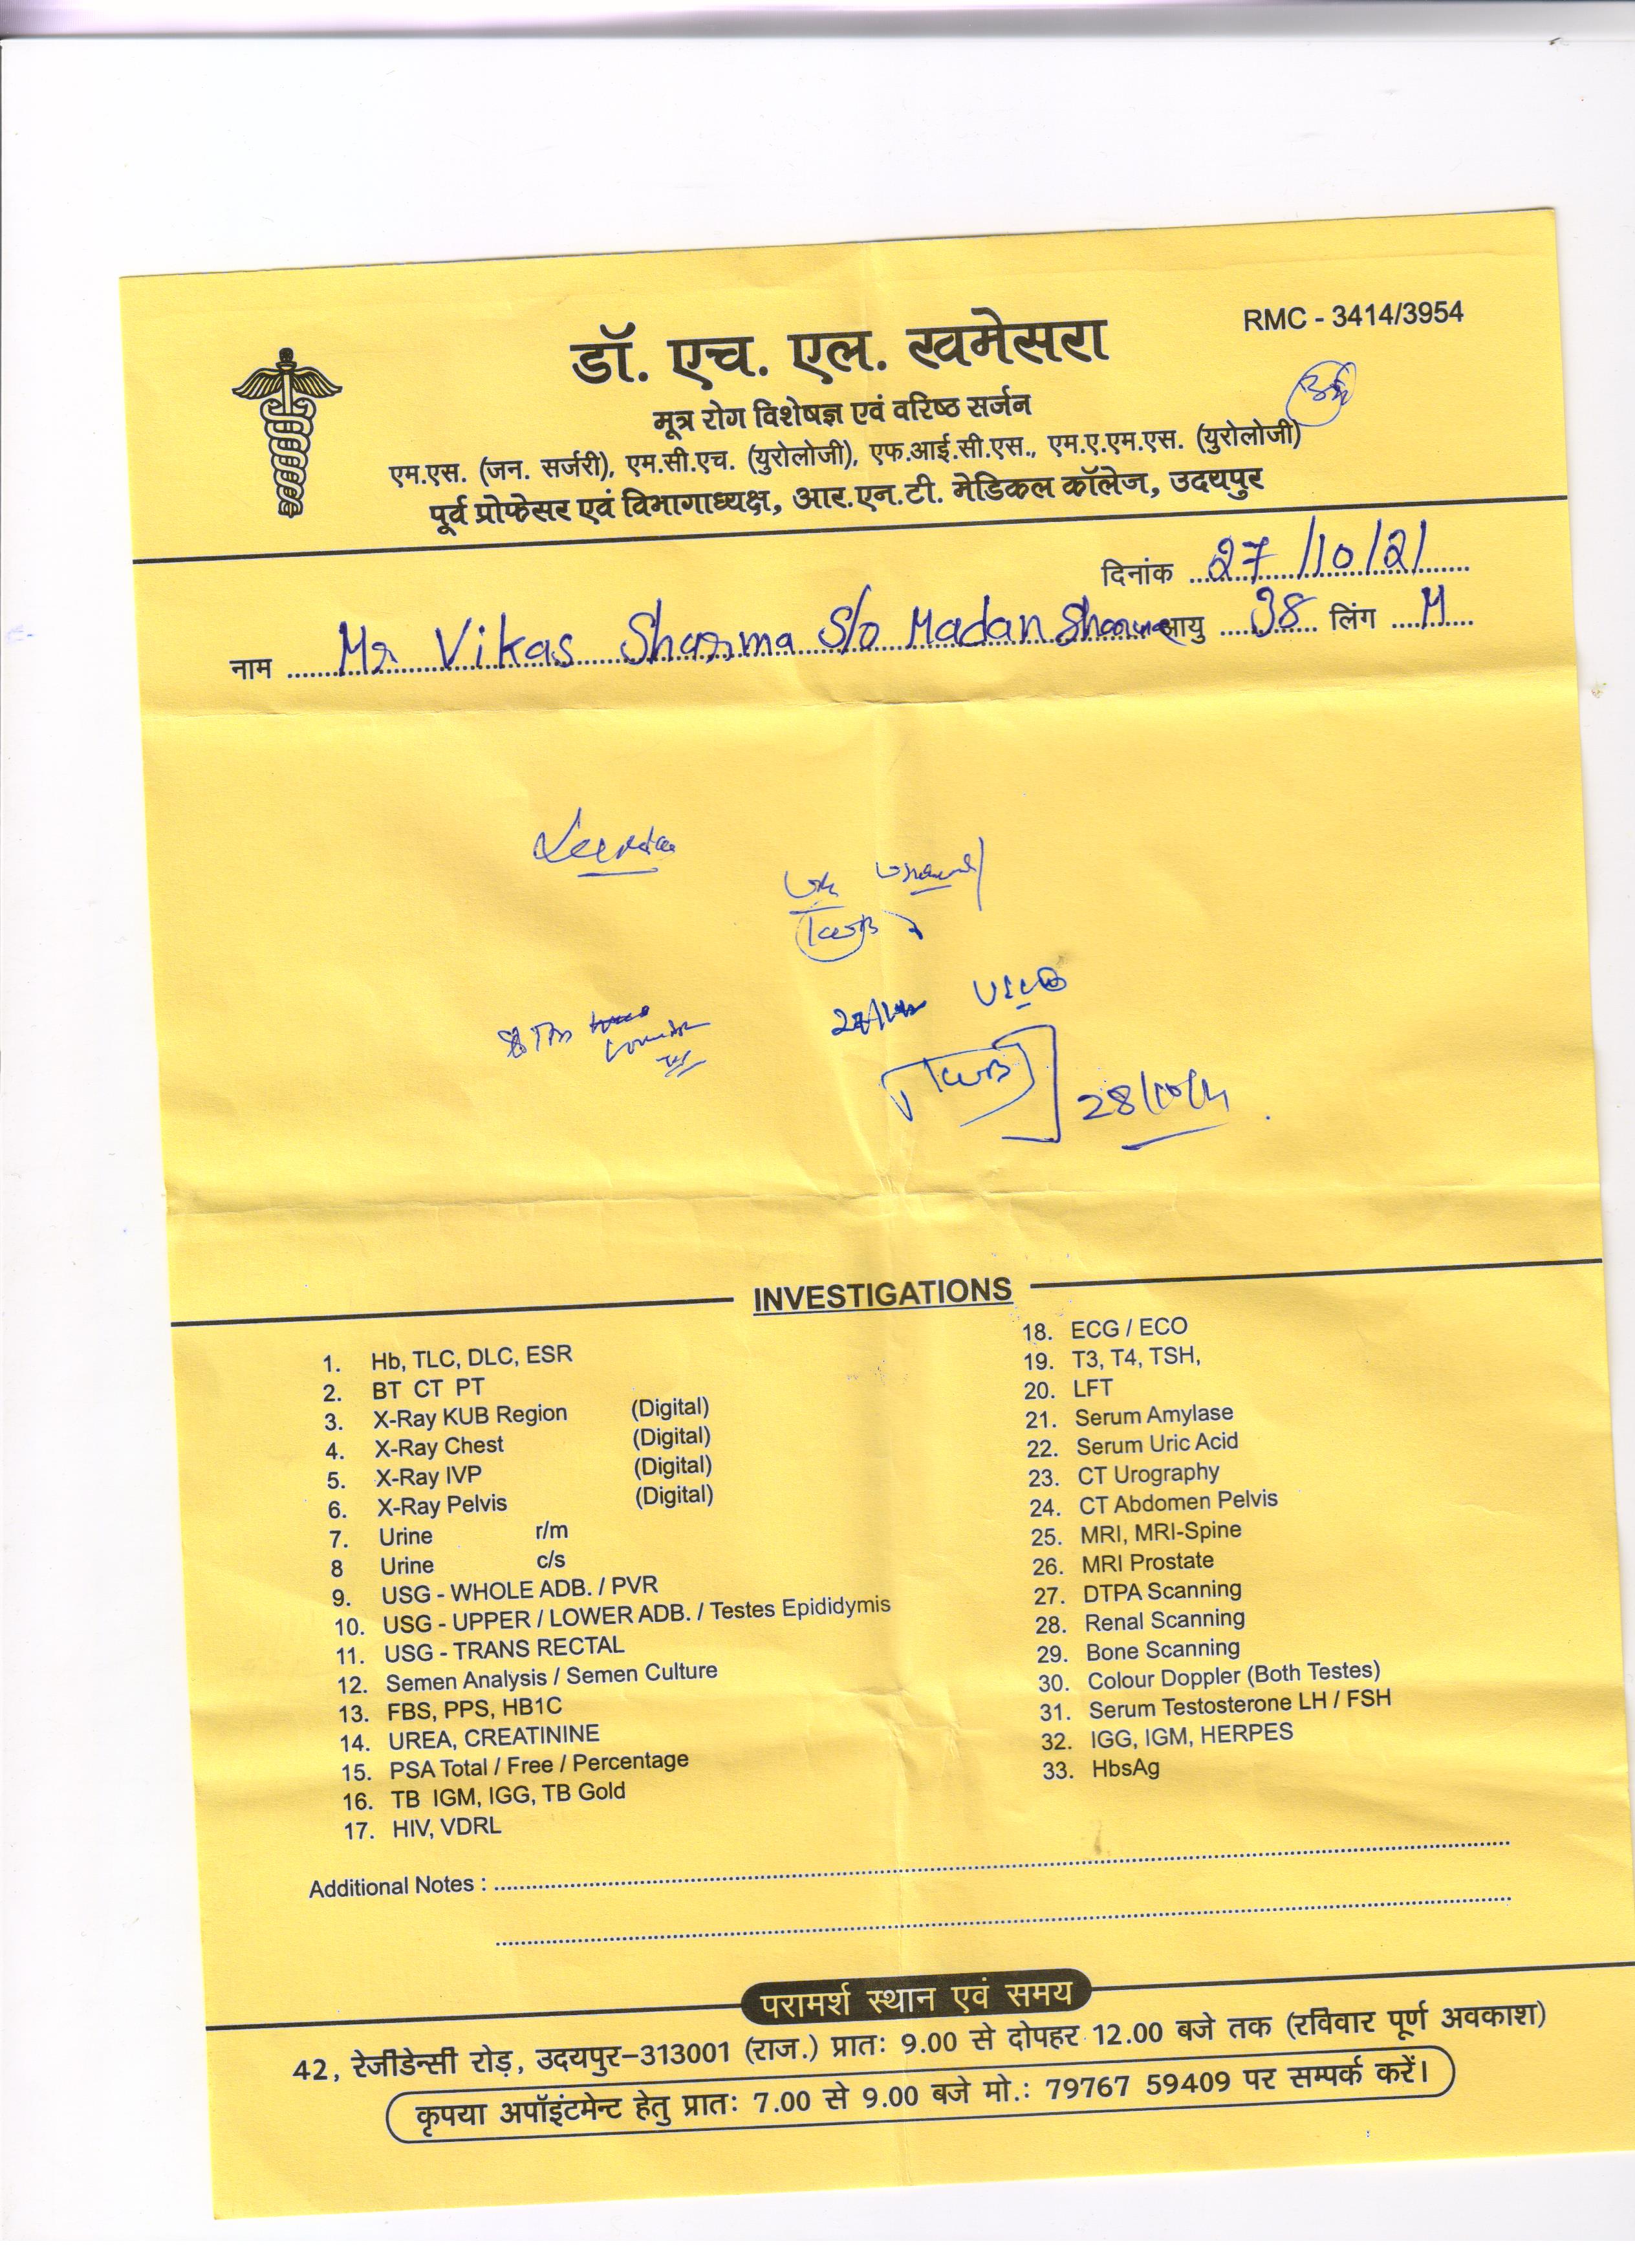 RMC - 3414/3954
डॉ. एच. एल. खमेसरा
मूत्र रोग विशेषज्ञ एवं वरिष्ठ सर्जन
एम.एस. (जन. सर्जरी), एम.सी.एच. (युरोलोजी), एफ.आई.सी.एस., एम.ए.एम.एस. (युरोलोजी)
पूर्व प्रोफेसर एवं विभागाध्यक्ष, आर.एन.टी. मेडिकल कॉलेज, उदयपुर
दिनांक 27/10/21
नाम Mr Vikas Sharma S/o Madan Sharma आयु 38 लिंग M
28/10/21
INVESTIGATIONS
1. Hb, TLC, DLC, ESR
2. BT CT PT
3. X-Ray KUB Region (Digital)
4. X-Ray Chest (Digital)
5. X-Ray IVP (Digital)
6. X-Ray Pelvis (Digital)
7. Urine r/m
8 Urine c/s
9. USG - WHOLE ADB. / PVR
10. USG - UPPER / LOWER ADB. / Testes Epididymis
11. USG - TRANS RECTAL
12. Semen Analysis / Semen Culture
13. FBS, PPS, HB1C
14. UREA, CREATININE
15. PSA Total / Free / Percentage
16. TB IGM, IGG, TB Gold
17. HIV, VDRL
18. ECG / ECO
19. T3, T4, TSH,
20. LFT
21. Serum Amylase
22. Serum Uric Acid
23. CT Urography
24. CT Abdomen Pelvis
25. MRI, MRI-Spine
26. MRI Prostate
27. DTPA Scanning
28. Renal Scanning
29. Bone Scanning
30. Colour Doppler (Both Testes)
31. Serum Testosterone LH / FSH
32. IGG, IGM, HERPES
33. HbsAg
Additional Notes :
परामर्श स्थान एवं समय
42, रेजीडेन्सी रोड़, उदयपुर-313001 (राज.) प्रातः 9.00 से दोपहर 12.00 बजे तक (रविवार पूर्ण अवकाश)
कृपया अपॉइंटमेन्ट हेतु प्रातः 7.00 से 9.00 बजे मो.: 79767 59409 पर सम्पर्क करें।